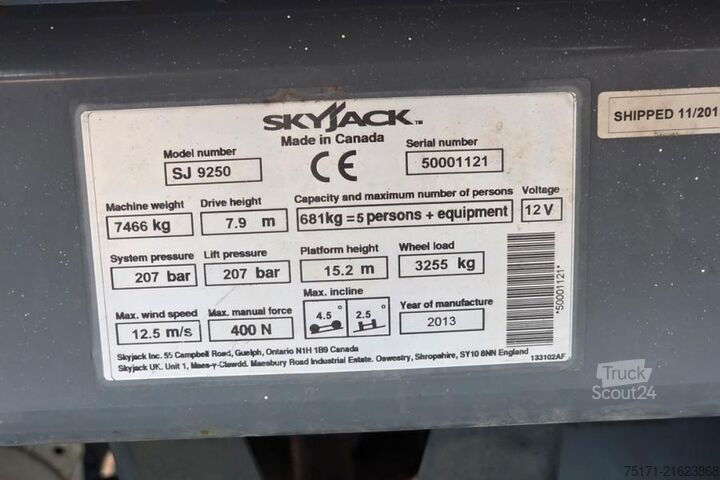 SKYJACK™
Made in Canada
SHIPPED 11/201
Model number
SJ 9250
CE
Serial number
50001121
Machine weight
7466 kg
Drive height
7.9 m
Capacity and maximum number of persons
681kg = 5 persons + equipment
Voltage
12 V
System pressure
207 bar
Lift pressure
207 bar
Platform height
15.2 m
Wheel load
3255 kg
Max. wind speed
12.5 m/s
Max. manual force
400 N
Max. incline
4.5° 2.5°
Year of manufacture
2013
*50001121*
Skyjack Inc. 55 Campbell Road, Guelph, Ontario N1H 1B9 Canada
Skyjack UK. Unit 1, Maes-y-Clawdd. Maesbury Road Industrial Estate. Oswestry, Shropshire, SY10 8NN England
133102AF
Truck
Scout24
75171-21623868